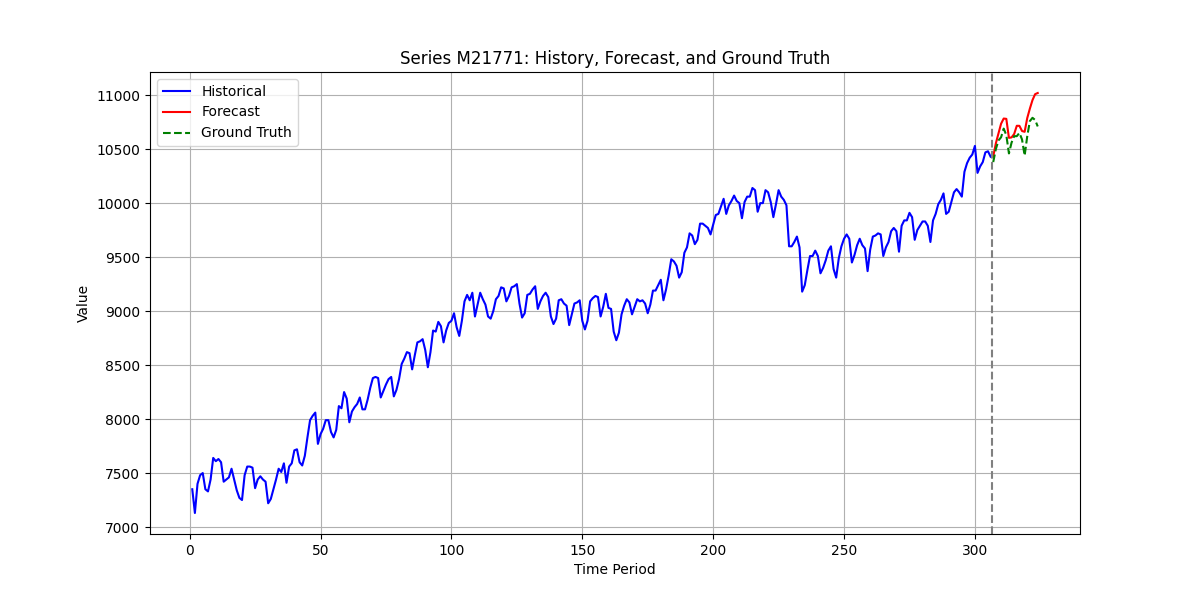 Series M21771: History, Forecast, and Ground Truth
Historical
Forecast
Ground Truth
11000
10500
10000
9500
9000
8500
8000
7500
7000
Value
0 50 100 150 200 250 300
Time Period